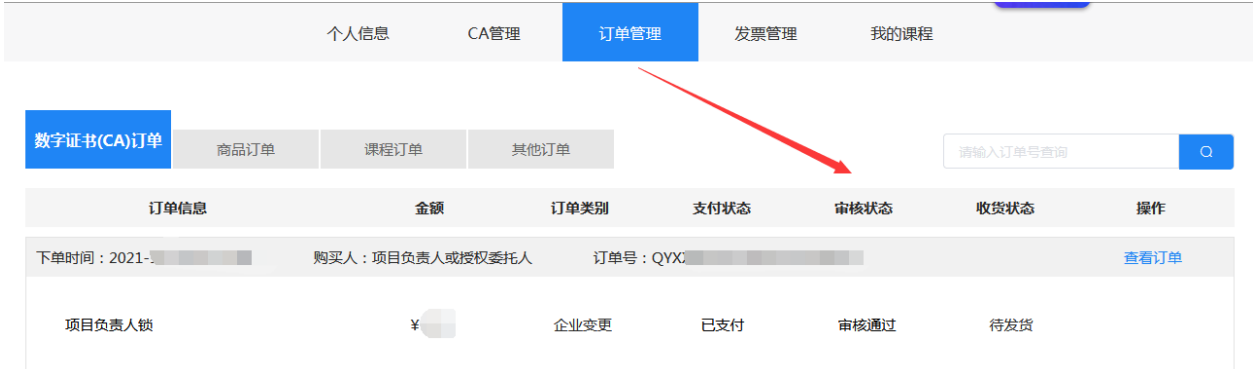 个人信息 CA管理 订单管理 发票管理 我的课程
数字证书(CA)订单 商品订单 课程订单 其他订单 请输入订单号查询
订单信息 金额 订单类别 支付状态 审核状态 收货状态 操作
下单时间：2021- 购买人：项目负责人或授权委托人 订单号：QYX 查看订单
项目负责人锁 ¥ 企业变更 已支付 审核通过 待发货